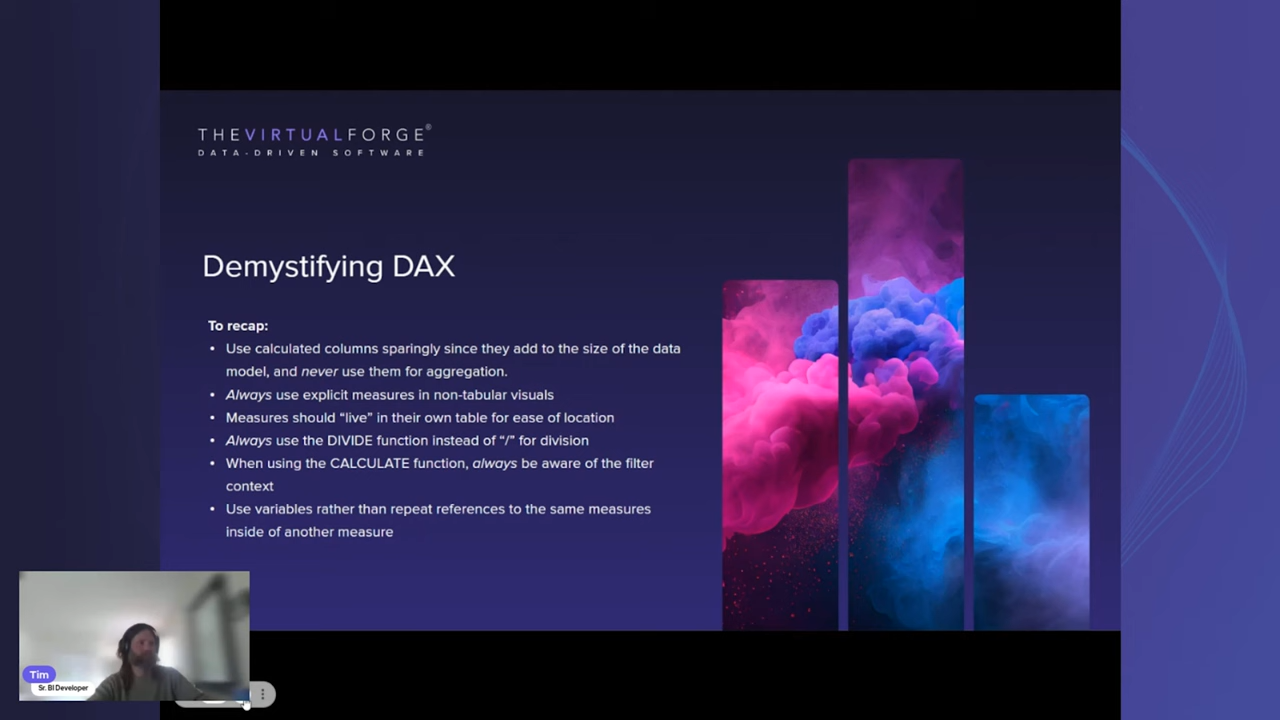 THEVIRTUALFORGE®
DATA-DRIVEN SOFTWARE
Demystifying DAX
To recap:
• Use calculated columns sparingly since they add to the size of the data
model, and never use them for aggregation.
• Always use explicit measures in non-tabular visuals
• Measures should “live” in their own table for ease of location
• Always use the DIVIDE function instead of “/” for division
• When using the CALCULATE function, always be aware of the filter
context
• Use variables rather than repeat references to the same measures
inside of another measure
Tim
Sr. BI Developer